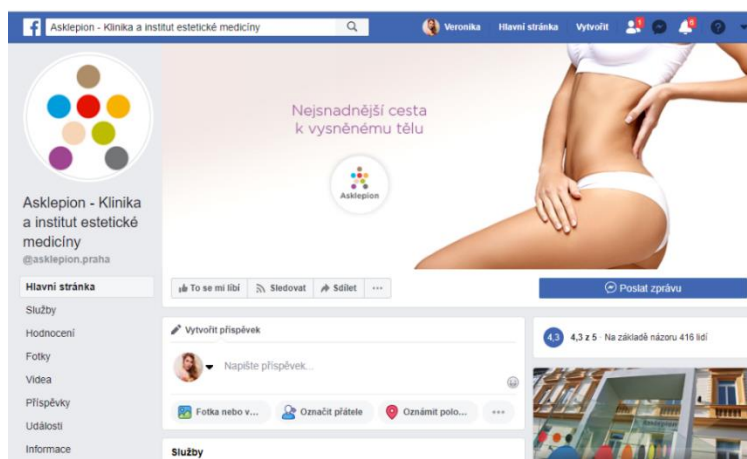 Asklepion - Klinika a institut estetické medicíny
Veronika
Hlavní stránka
Vytvořit
1
6
Nejsnadnější cesta
k vysněnému tělu
Asklepion
Asklepion - Klinika
a institut estetické
medicíny
@asklepion.praha
Hlavní stránka
Služby
Hodnocení
Fotky
Videa
Příspěvky
Události
Informace
To se mi líbí
Sledovat
Sdílet
Poslat zprávu
Vytvořit příspěvek
Napište příspěvek...
Fotka nebo v...
Označit přátele
Oznámit polo...
Služby
4,3
4,3 z 5 · Na základě názoru 416 lidí
Asklepion